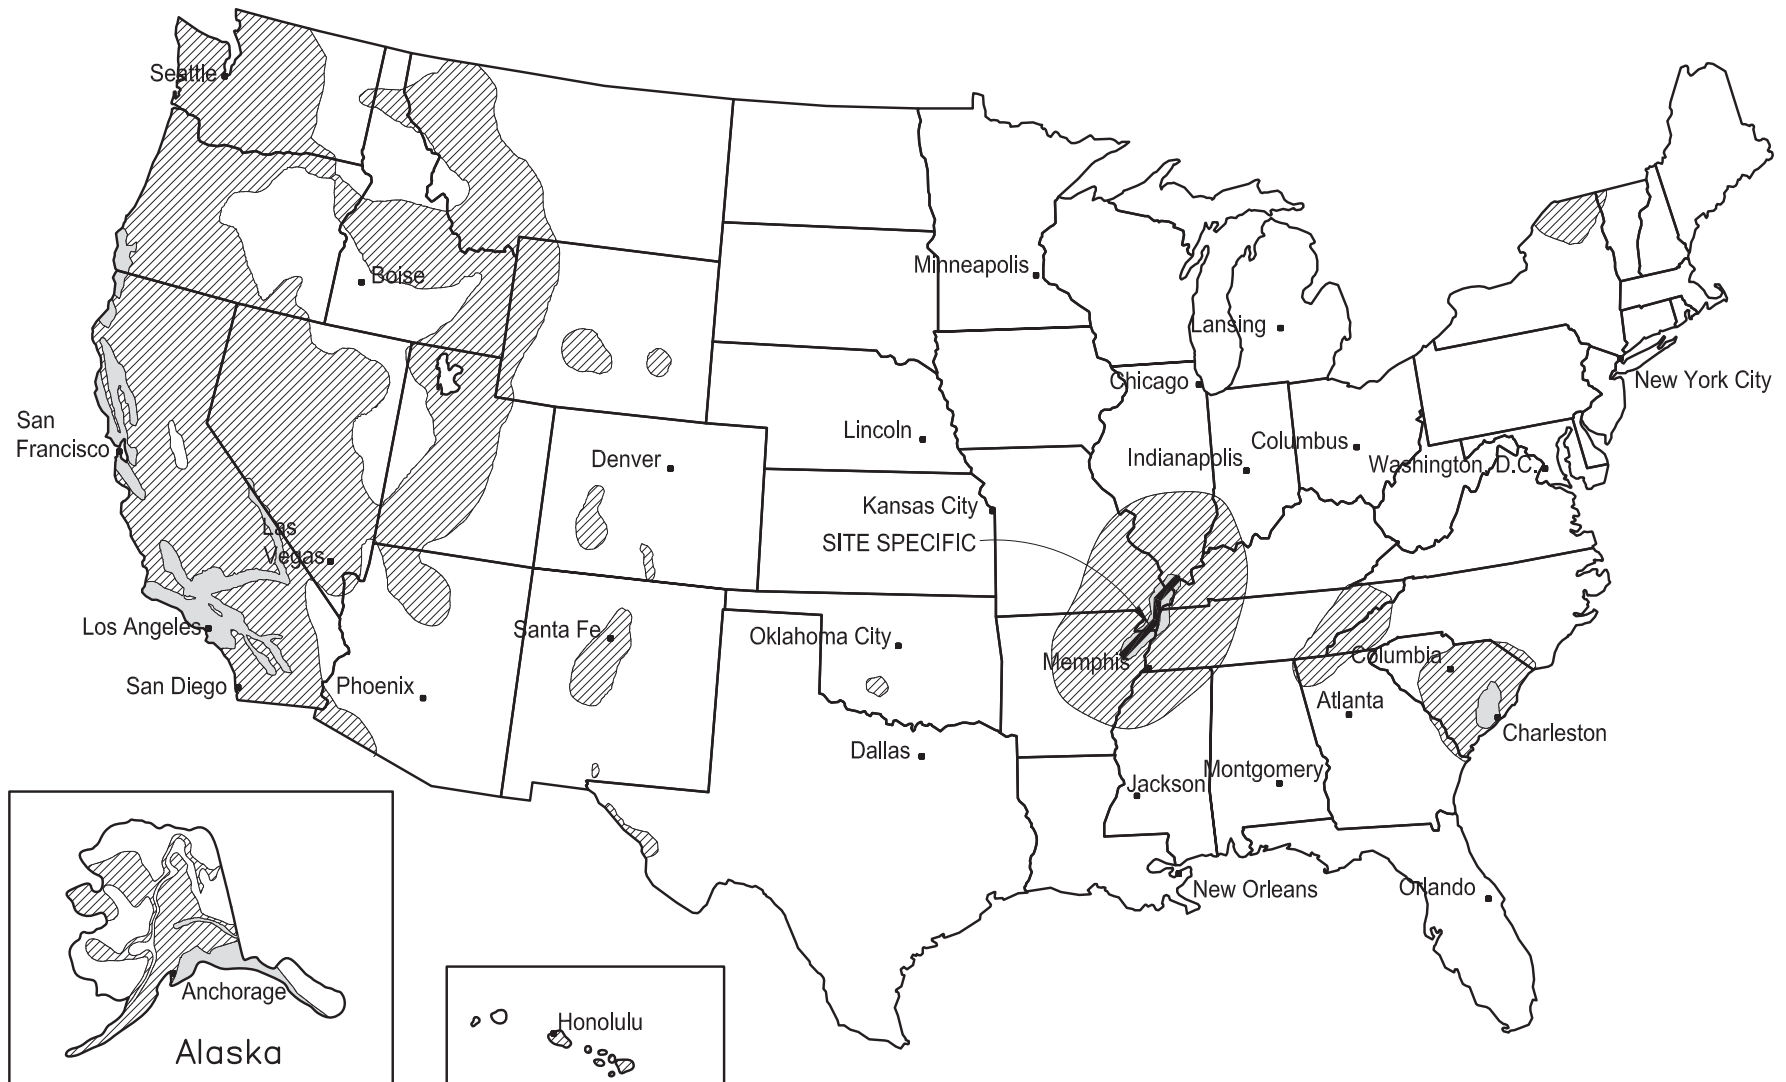 Seattle
Boise
Minneapolis
Lansing
Chicago
New York City
San
Francisco
Lincoln
Columbus
Denver
Indianapolis
Washington, D.C.
Kansas City
Las
Vegas
SITE SPECIFIC
Los Angeles
Santa Fe
Oklahoma City
Memphis
Columbia
San Diego
Phoenix
Atlanta
Charleston
Dallas
Montgomery
Jackson
New Orleans
Orlando
Anchorage
Honolulu
Alaska